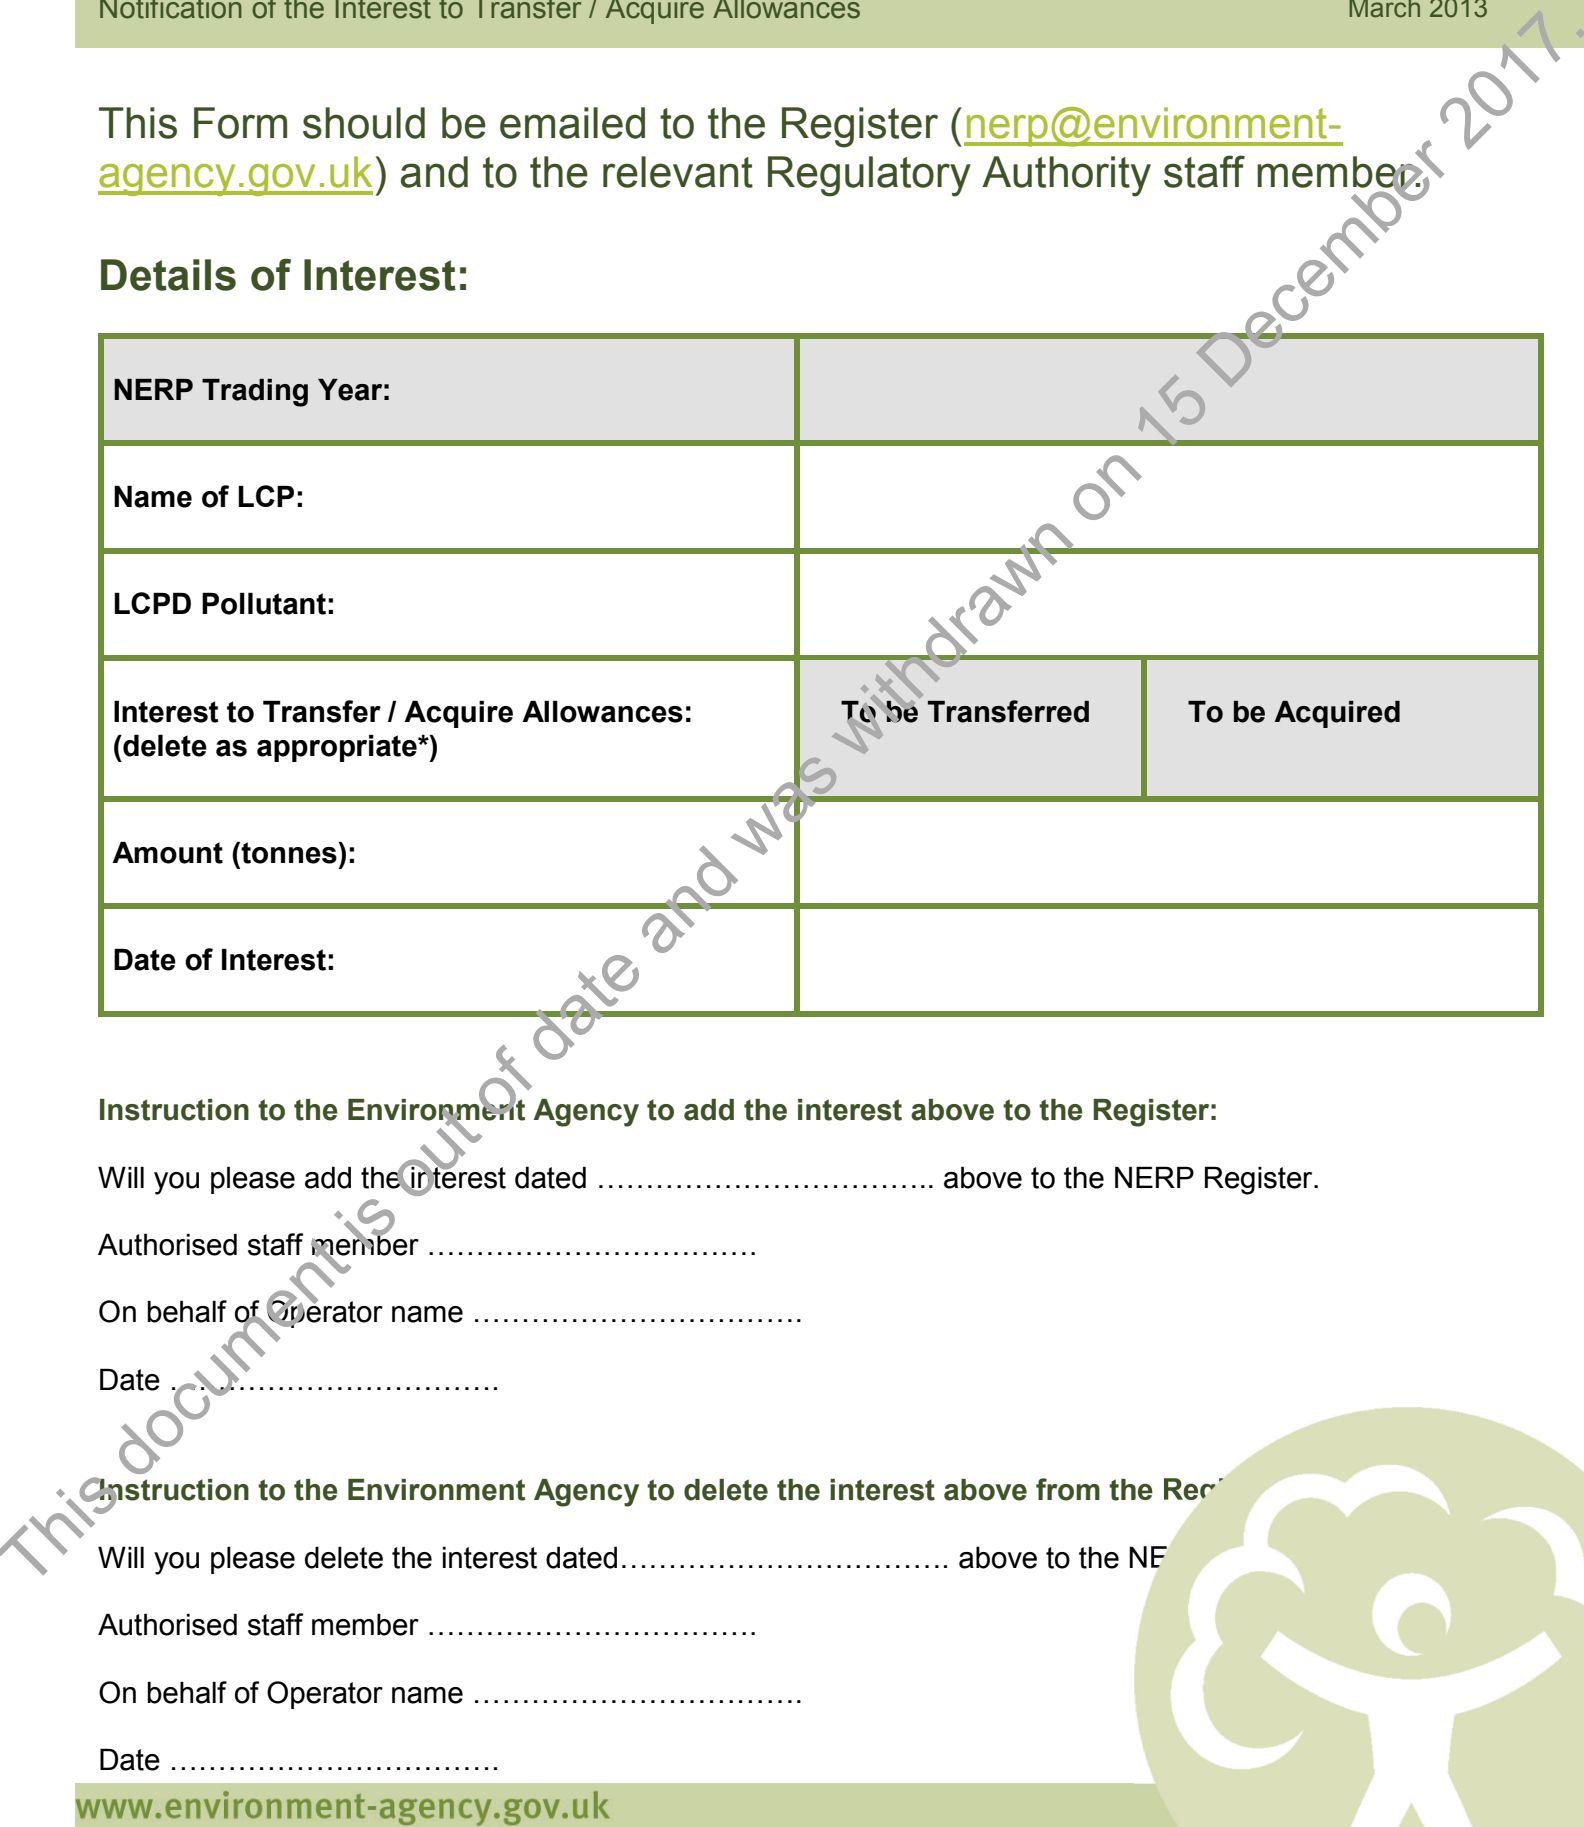 Notification of the Interest to Transfer / Acquire Allowances March 2013
This Form should be emailed to the Register (nerp@environment-
agency.gov.uk) and to the relevant Regulatory Authority staff member.
Details of Interest:
NERP Trading Year:
Name of LCP:
LCPD Pollutant:
Interest to Transfer / Acquire Allowances:
(delete as appropriate*)
To be Transferred
To be Acquired
Amount (tonnes):
Date of Interest:
Instruction to the Environment Agency to add the interest above to the Register:
Will you please add the interest dated …………………………….. above to the NERP Register.
Authorised staff member …………………………….
On behalf of Operator name …………………………….
Date …………………………….
Instruction to the Environment Agency to delete the interest above from the Reg
Will you please delete the interest dated……………………………. above to the NE
Authorised staff member …………………………….
On behalf of Operator name …………………………….
Date …………………………….
www.environment-agency.gov.uk
This document is out of date and was withdrawn on 15 December 2017.